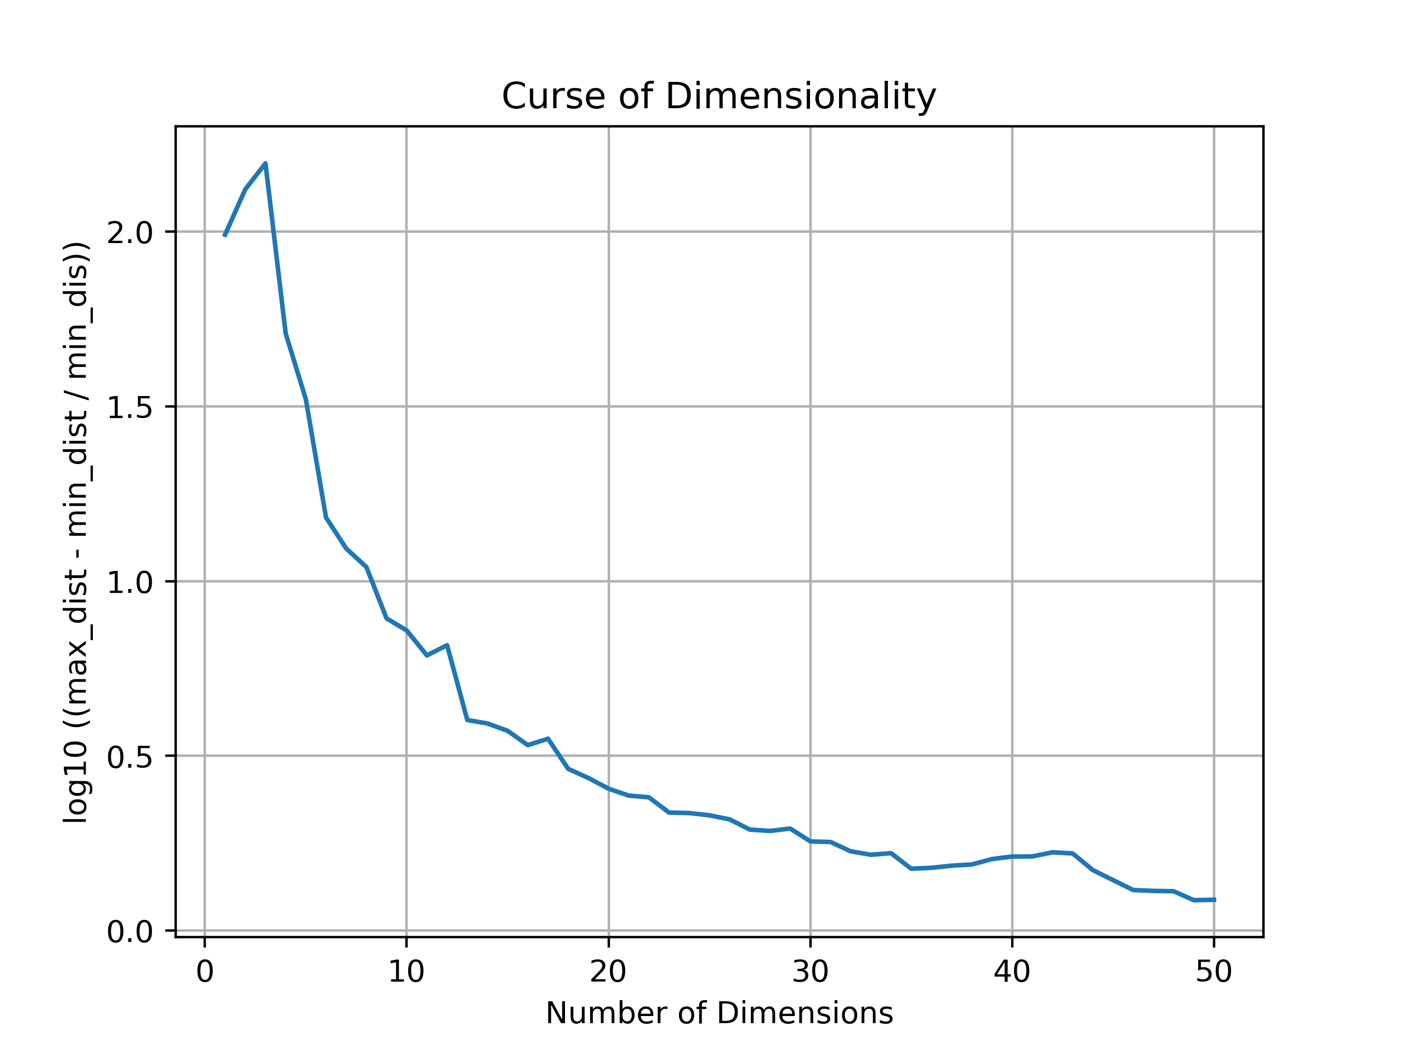 Curse of Dimensionality
log10 ((max_dist - min_dist / min_dis))
2.0
1.5
1.0
0.5
0.0
0 10 20 30 40 50
Number of Dimensions